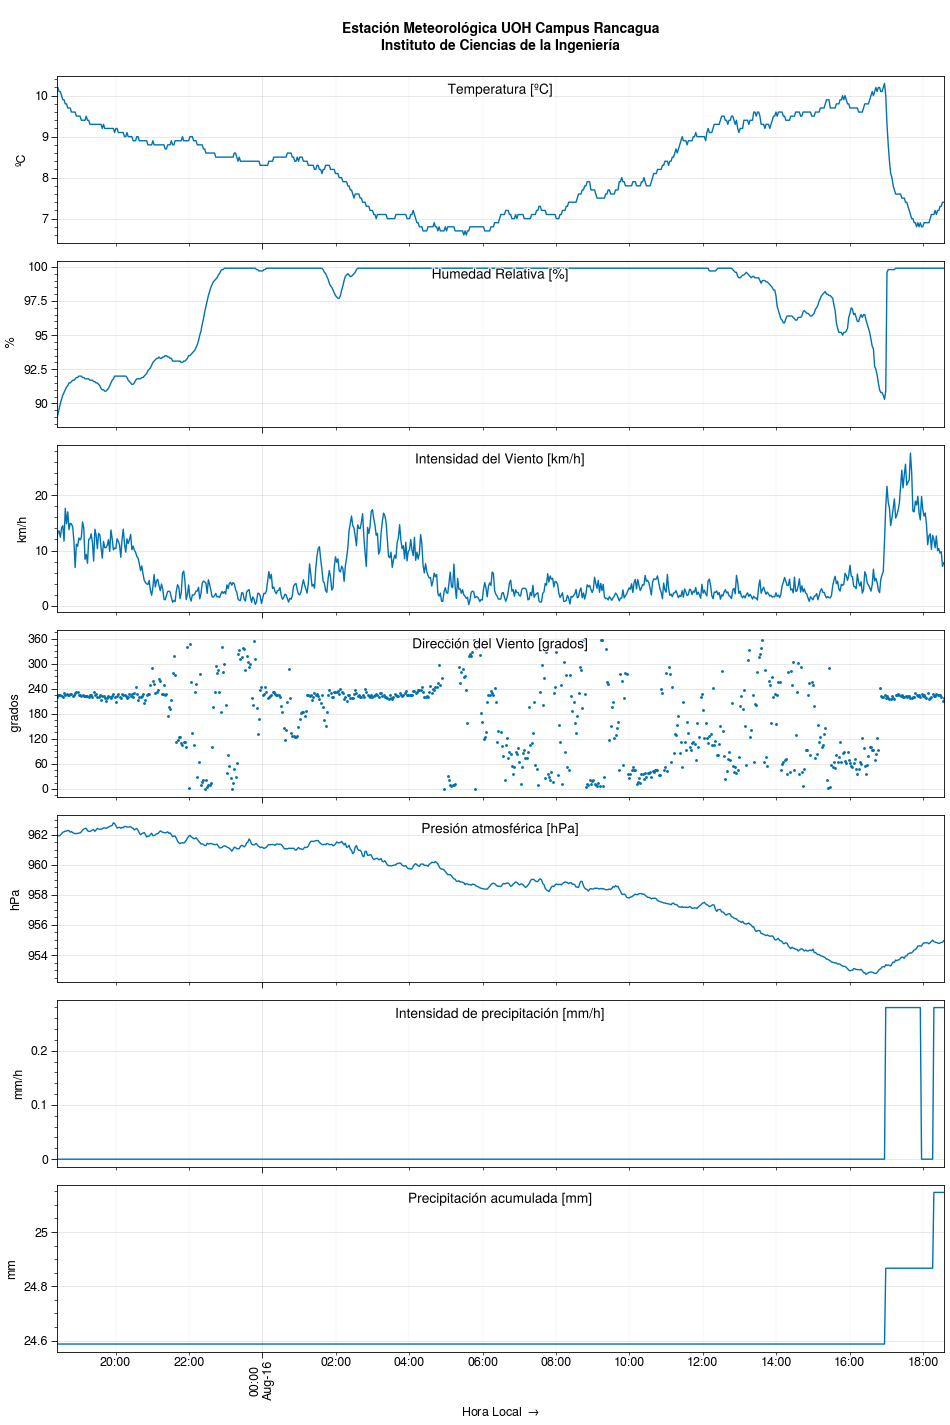 Estación Meteorológica UOH Campus Rancagua
Instituto de Ciencias de la Ingeniería
Temperatura [ºC]
10
9
8
7
ºC
Humedad Relativa [%]
100
97.5
95
92.5
90
%
Intensidad del Viento [km/h]
20
10
0
km/h
Dirección del Viento [grados]
360
300
240
180
120
60
0
grados
Presión atmosférica [hPa]
962
960
958
956
954
hPa
Intensidad de precipitación [mm/h]
0.2
0.1
0
mm/h
Precipitación acumulada [mm]
25
24.8
24.6
mm
20:00 22:00 00:00 02:00 04:00 06:00 08:00 10:00 12:00 14:00 16:00 18:00
Aug-16
Hora Local →